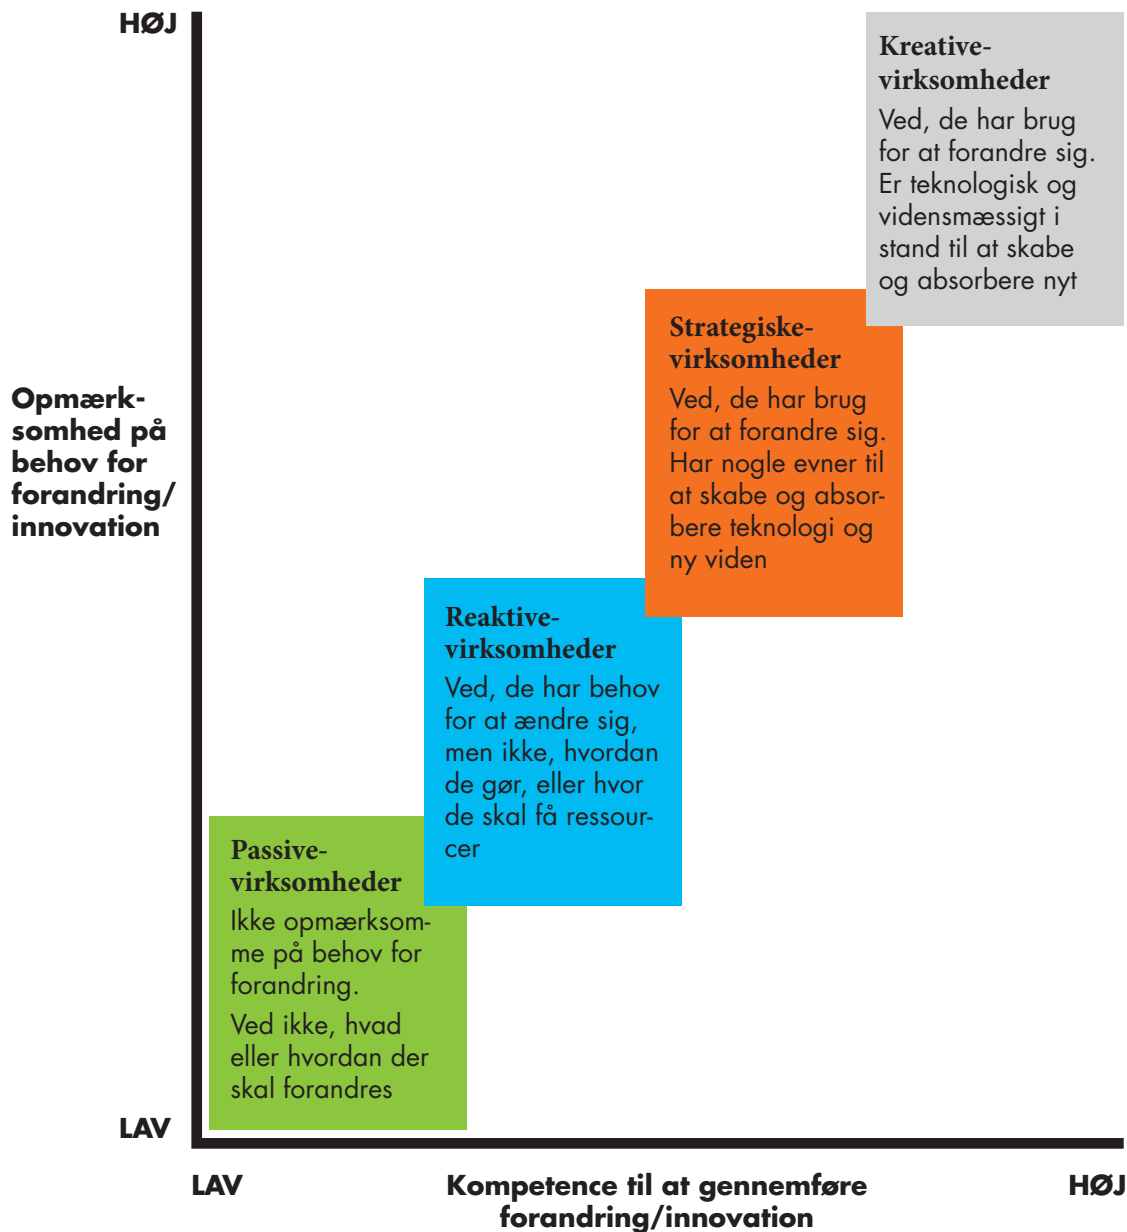 HØJ
Kreative-
virksomheder
Ved, de har brug
for at forandre sig.
Er teknologisk og
vidensmæssigt i
stand til at skabe
og absorbere nyt
Strategiske-
virksomheder
Ved, de har brug
for at forandre sig.
Har nogle evner til
at skabe og absor-
bere teknologi og
ny viden
Opmærk-
somhed på
behov for
forandring/
innovation
Reaktive-
virksomheder
Ved, de har behov
for at ændre sig,
men ikke, hvordan
de gør, eller hvor
de skal få ressour-
cer
Passive-
virksomheder
Ikke opmærksom-
me på behov for
forandring.
Ved ikke, hvad
eller hvordan der
skal forandres
LAV
LAV
Kompetence til at gennemføre
forandring/innovation
HØJ